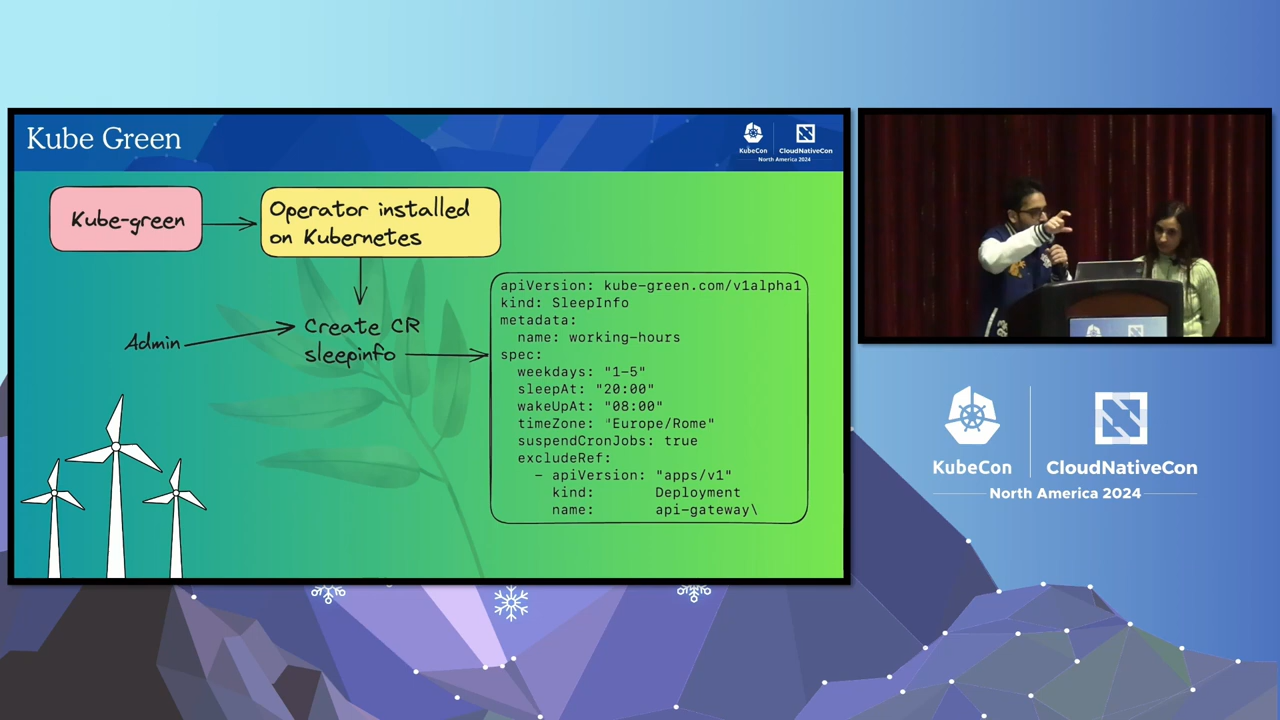 Kube Green
KubeCon
CloudNativeCon
North America 2024
Kube-green
Operator installed
on Kubernetes
Admin
Create CR
sleepinfo
apiVersion: kube-green.com/v1alpha1
kind: SleepInfo
metadata:
name: working-hours
spec:
weekdays: "1-5"
sleepAt: "20:00"
wakeUpAt: "08:00"
timeZone: "Europe/Rome"
suspendCronJobs: true
excludeRef:
- apiVersion: "apps/v1"
kind: Deployment
name: api-gateway\
KubeCon
CloudNativeCon
North America 2024